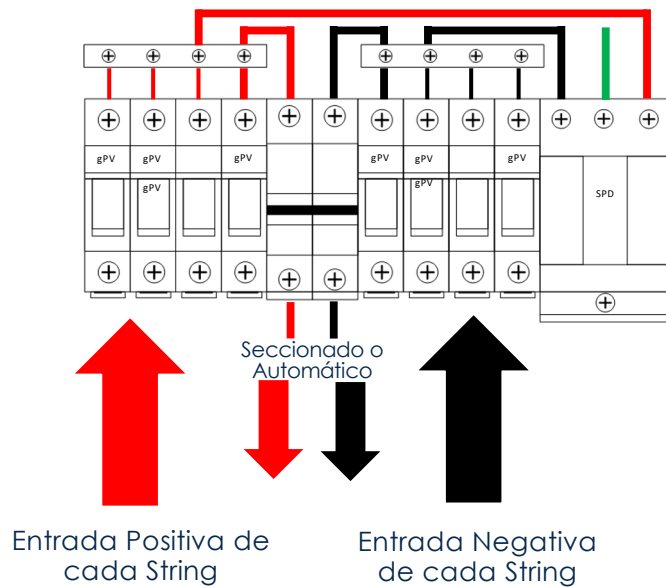 gPV gPV gPV gPV gPV gPV
gPV gPV
SPD
Seccionado o
Automático
Entrada Positiva de
cada String
Entrada Negativa
de cada String